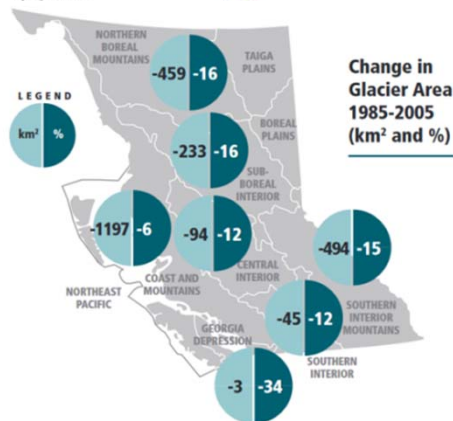 NORTHERN
BOREAL
MOUNTAINS
TAIGA
PLAINS
-459 -16
Change in
Glacier Area
1985-2005
(km² and %)
LEGEND
km² %
BOREAL
PLAINS
-233 -16
SUB-
BOREAL
INTERIOR
-1197 -6
-94 -12
-494 -15
CENTRAL
INTERIOR
COAST AND
MOUNTAINS
NORTHEAST
PACIFIC
SOUTHERN
INTERIOR
MOUNTAINS
-45 -12
GEORGIA
DEPRESSION
SOUTHERN
INTERIOR
-3 -34